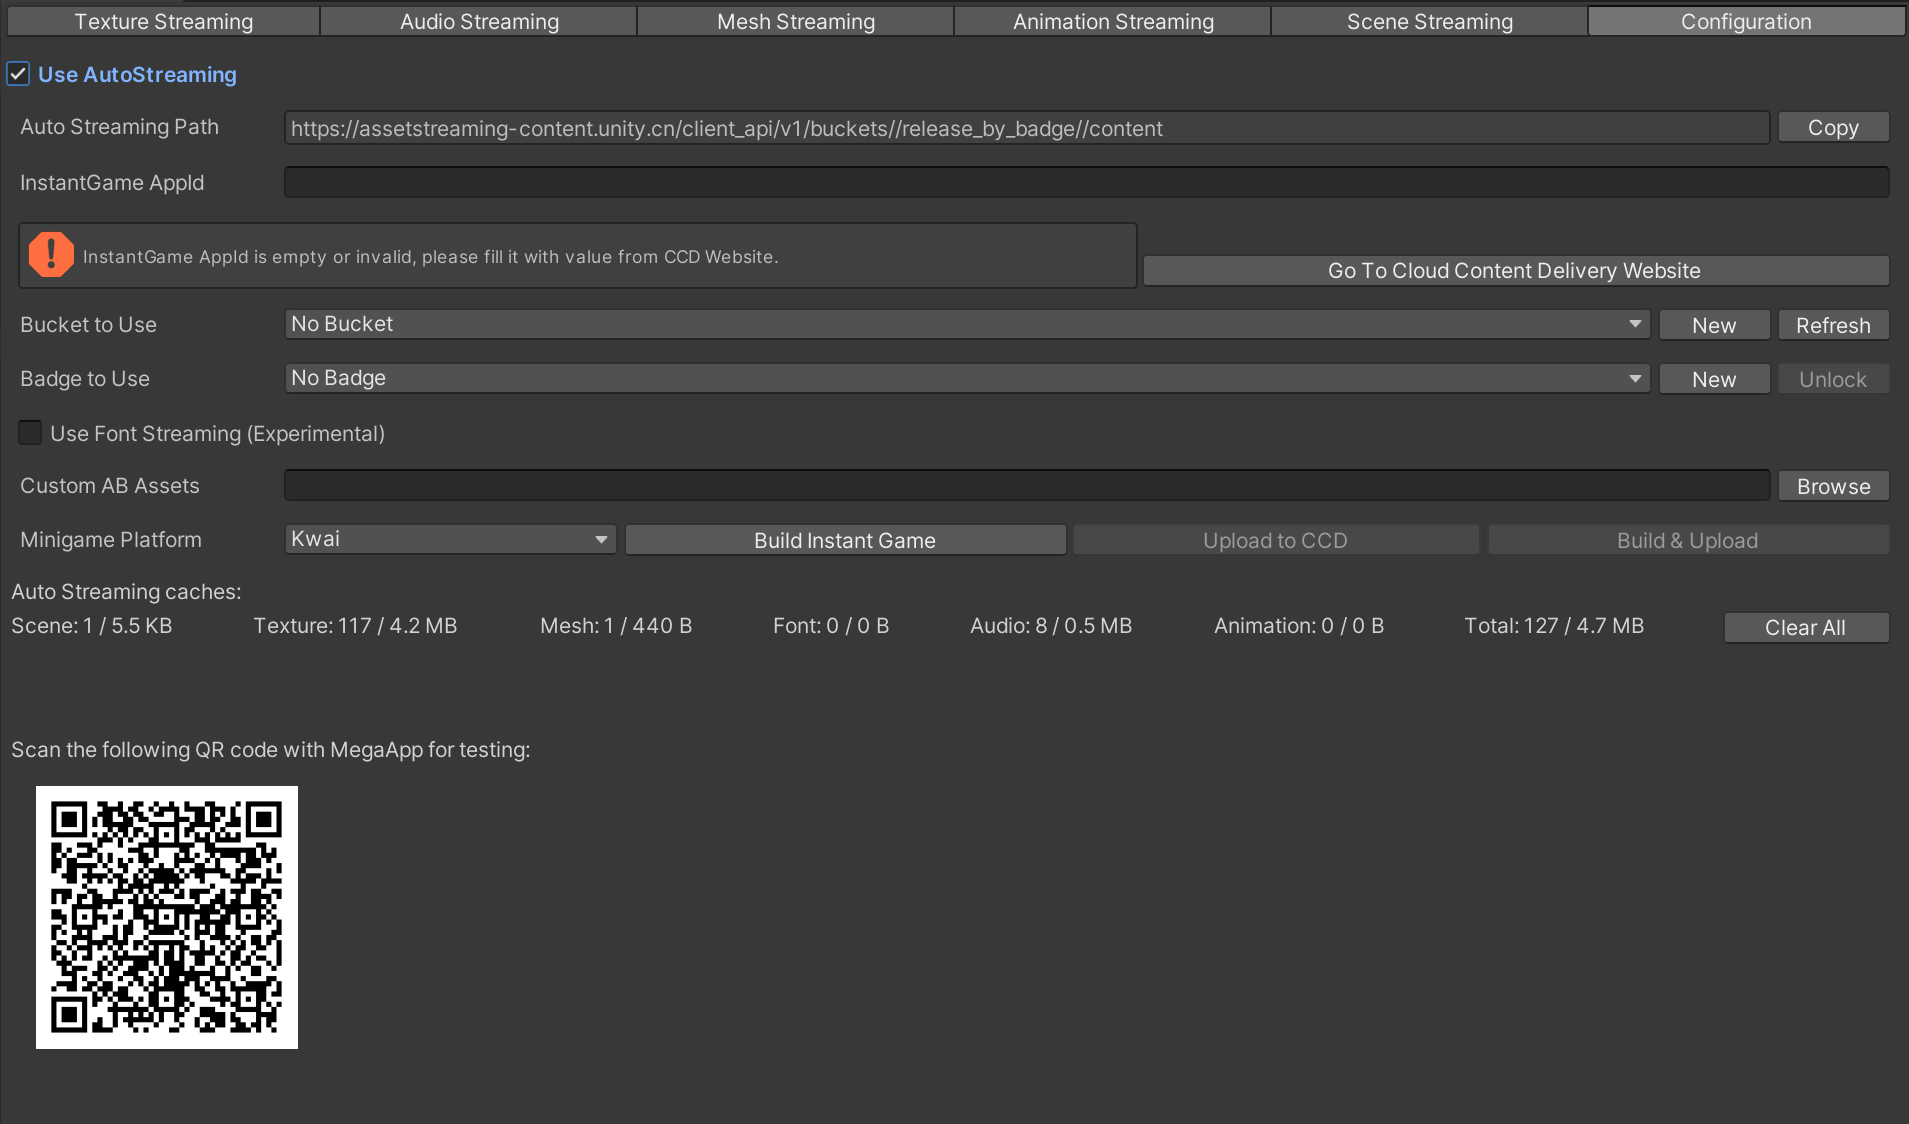 Texture Streaming Audio Streaming Mesh Streaming Animation Streaming Scene Streaming Configuration
Use AutoStreaming
Auto Streaming Path https://assetstreaming-content.unity.cn/client_api/v1/buckets//release_by_badge//content Copy
InstantGame AppId
InstantGame AppId is empty or invalid, please fill it with value from CCD Website.
Go To Cloud Content Delivery Website
Bucket to Use No Bucket New Refresh
Badge to Use No Badge New Unlock
Use Font Streaming (Experimental)
Custom AB Assets Browse
Minigame Platform Kwai Build Instant Game Upload to CCD Build & Upload
Auto Streaming caches:
Scene: 1 / 5.5 KB Texture: 117 / 4.2 MB Mesh: 1 / 440 B Font: 0 / 0 B Audio: 8 / 0.5 MB Animation: 0 / 0 B Total: 127 / 4.7 MB Clear All
Scan the following QR code with MegaApp for testing: